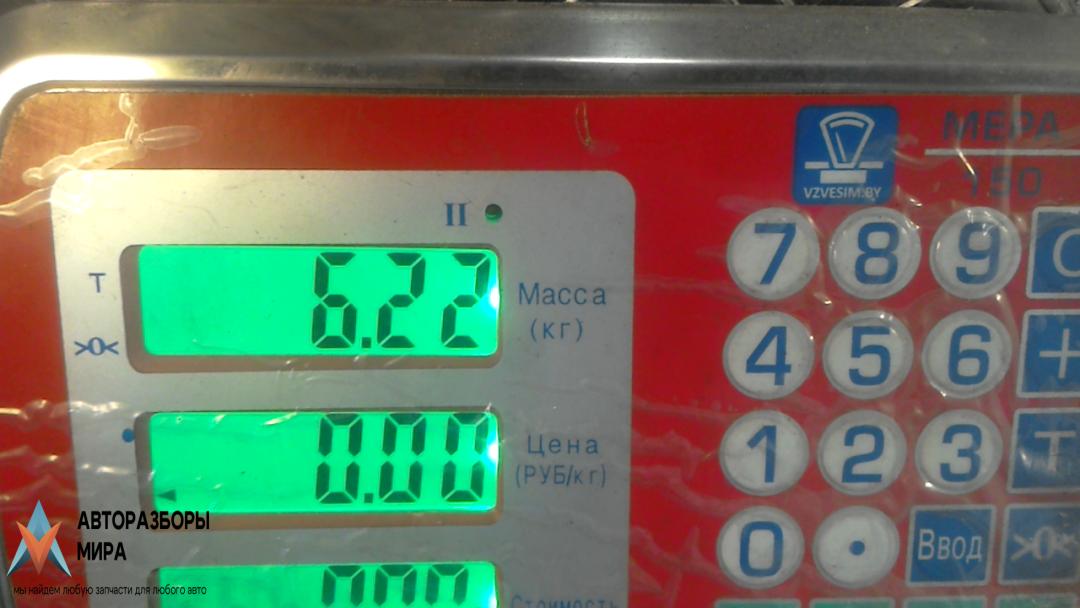 МЕРА
150
VZVESIM.BY
II
T
6.22
Масса
(кг)
>0<
0.00
Цена
(РУБ/кг)
Стоимость
7 8 9 C
4 5 6 +
1 2 3 T
0 . Ввод >0<
АВТОРАЗБОРЫ
МИРА
мы найдем любую запчасти для любого авто